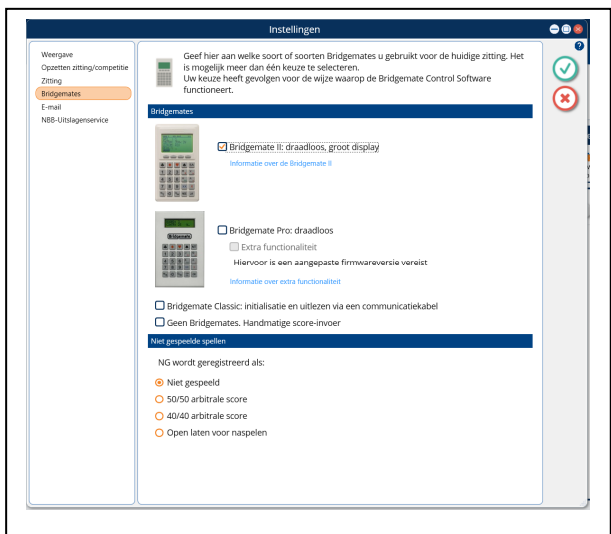 Instellingen
Weergave
Opzetten zitting/competitie
Zitting
Bridgemates
E-mail
NBB-Uitslagenservice
Geef hier aan welke soort of soorten Bridgemates u gebruikt voor de huidige zitting. Het
is mogelijk meer dan één keuze te selecteren.
Uw keuze heeft gevolgen voor de wijze waarop de Bridgemate Control Software
functioneert.
Bridgemates
Bridgemate II: draadloos, groot display
Informatie over de Bridgemate II
Bridgemate Pro: draadloos
Extra functionaliteit
Hiervoor is een aangepaste firmwareversie vereist
Informatie over extra functionaliteit
Bridgemate Classic: initialisatie en uitlezen via een communicatiekabel
Geen Bridgemates. Handmatige score-invoer
Niet gespeelde spellen
NG wordt geregistreerd als:
Niet gespeeld
50/50 arbitrale score
40/40 arbitrale score
Open laten voor naspelen